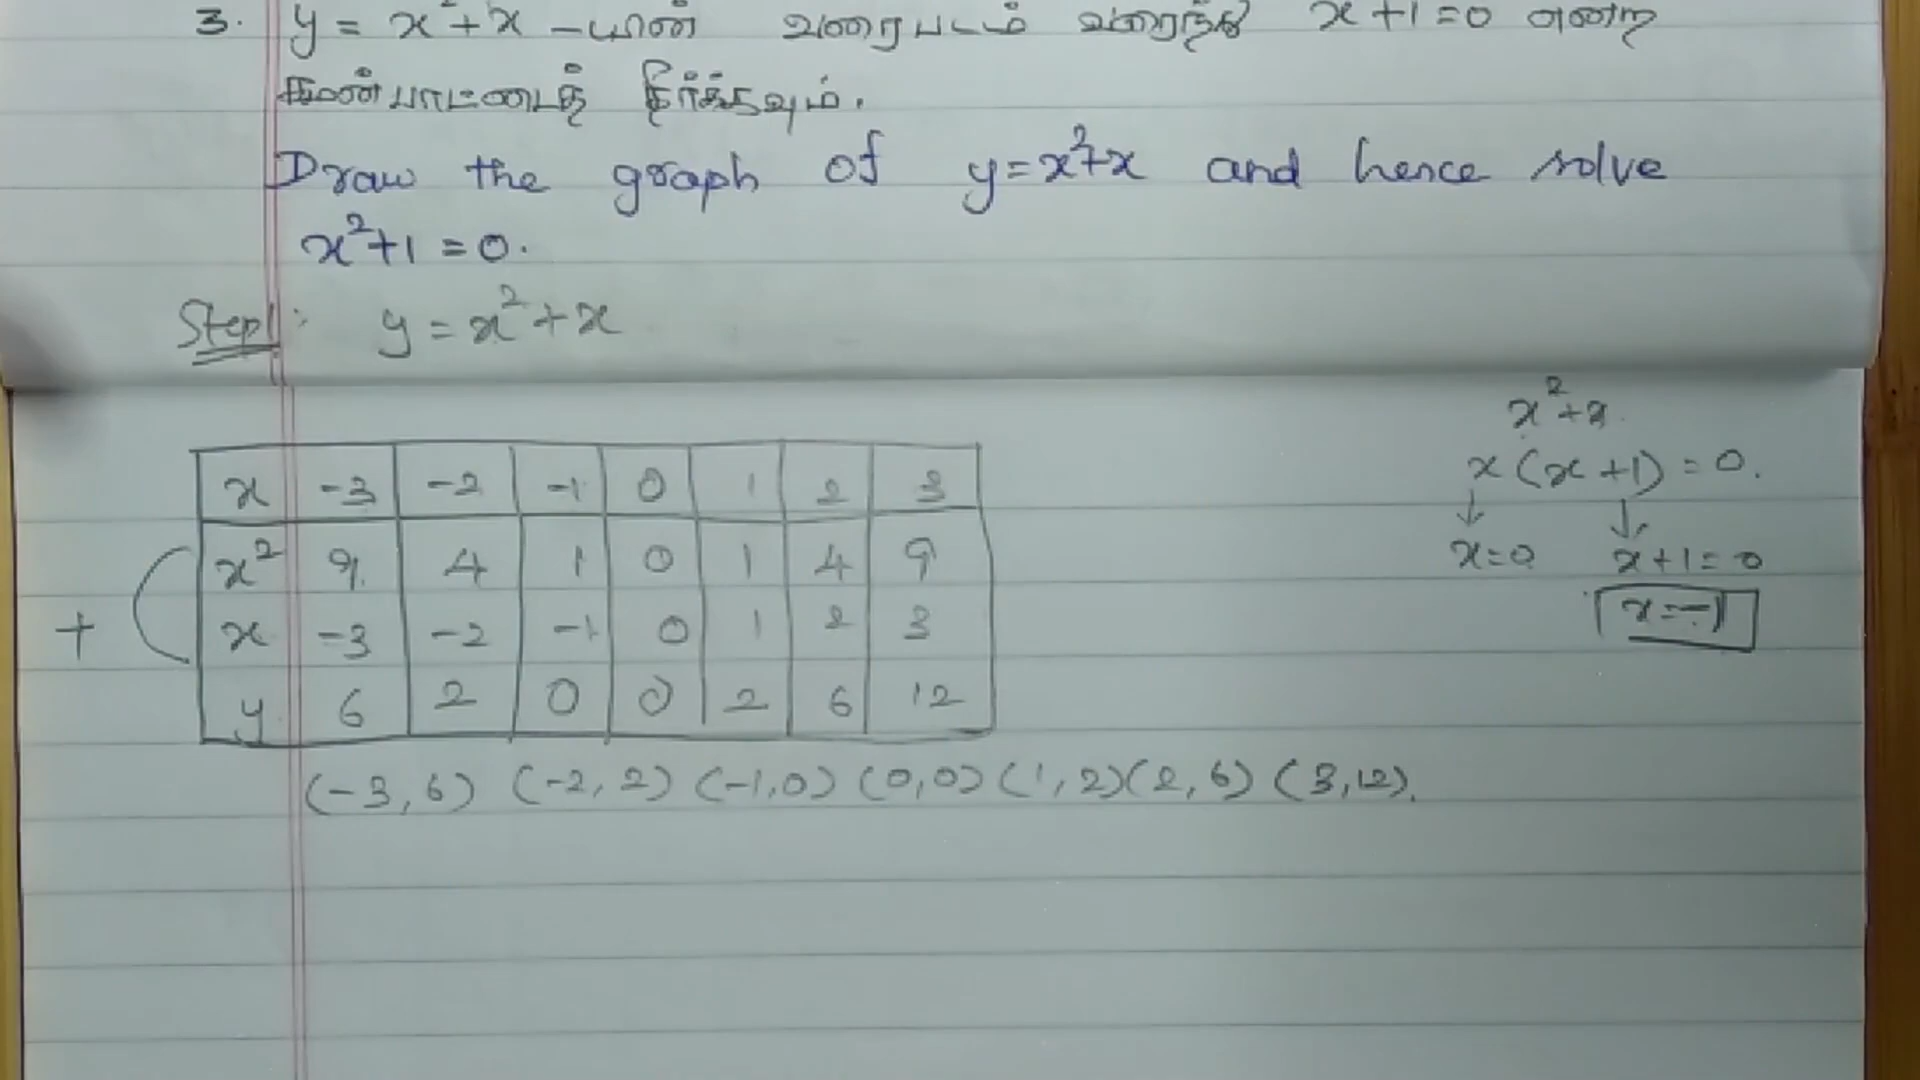 3. y = x²+x -யின் வரைபடம் வரைந்து x²+1=0 என்ற
சமன்பாட்டைத் தீர்க்கவும்.
Draw the graph of y=x²+x and hence solve
x²+1=0.
Step1: y=x²+x
x²+x
x(x+1)=0.
↓ ↓
x=0 x+1=0
x=-1
x -3 -2 -1 0 1 2 3
x² 9 4 1 0 1 4 9
+ x -3 -2 -1 0 1 2 3
y 6 2 0 0 2 6 12
(-3,6) (-2,2) (-1,0) (0,0) (1,2) (2,6) (3,12).